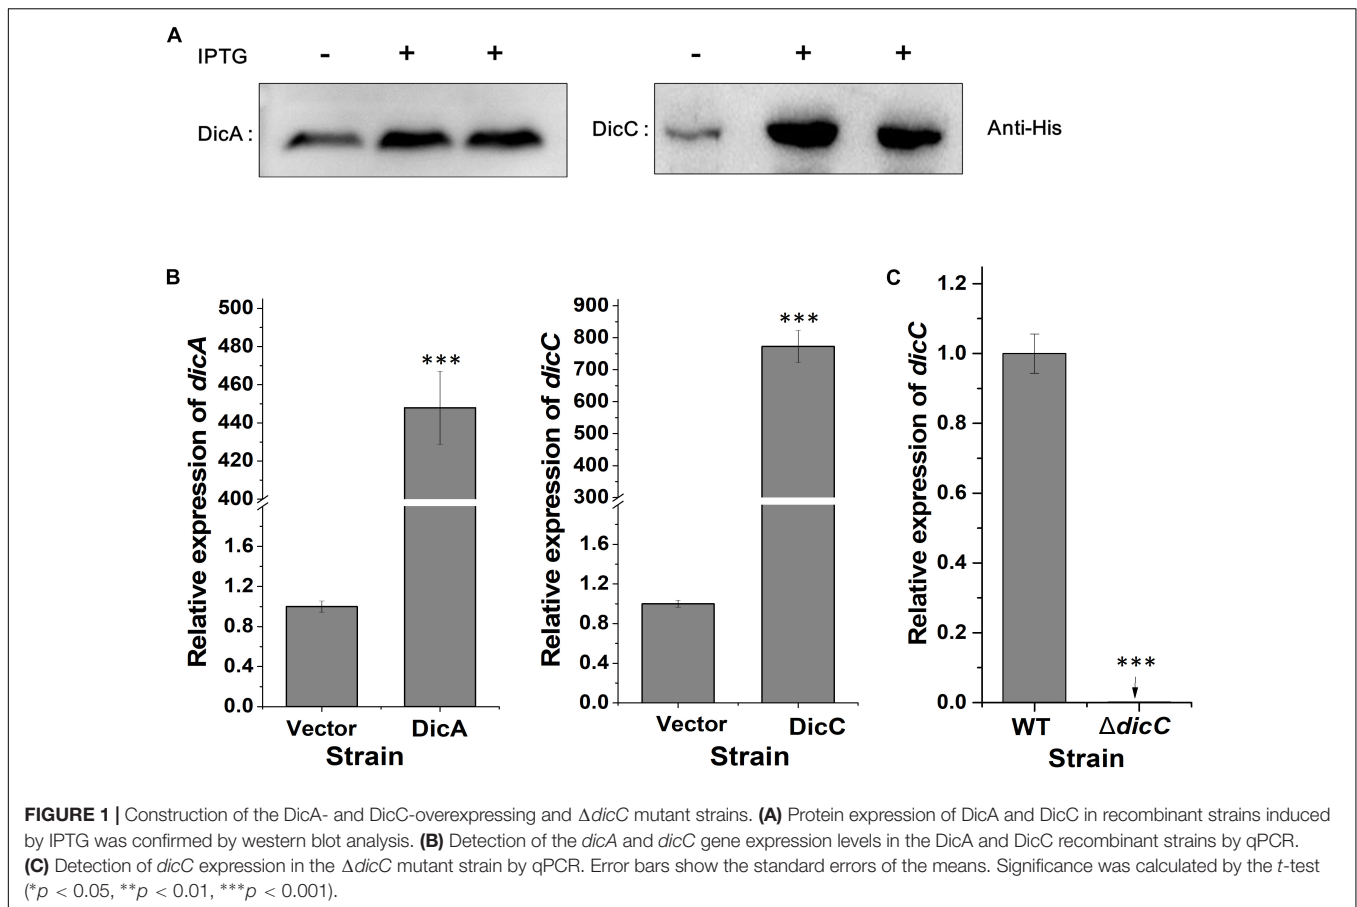 A
IPTG - + + - + +
DicA : DicC : Anti-His
B
Relative expression of dicA
500
480
460
440
420
400
1.6
1.2
0.8
0.4
0.0
***
Vector DicA
Strain
Relative expression of dicC
900
800
700
600
500
400
300
1.6
1.2
0.8
0.4
0.0
***
Vector DicC
Strain
C
Relative expression of dicC
1.2
1.0
0.8
0.6
0.4
0.2
0.0
***
WT ΔdicC
Strain
FIGURE 1 | Construction of the DicA- and DicC-overexpressing and ΔdicC mutant strains. (A) Protein expression of DicA and DicC in recombinant strains induced
by IPTG was confirmed by western blot analysis. (B) Detection of the dicA and dicC gene expression levels in the DicA and DicC recombinant strains by qPCR.
(C) Detection of dicC expression in the ΔdicC mutant strain by qPCR. Error bars show the standard errors of the means. Significance was calculated by the t-test
(*p < 0.05, **p < 0.01, ***p < 0.001).